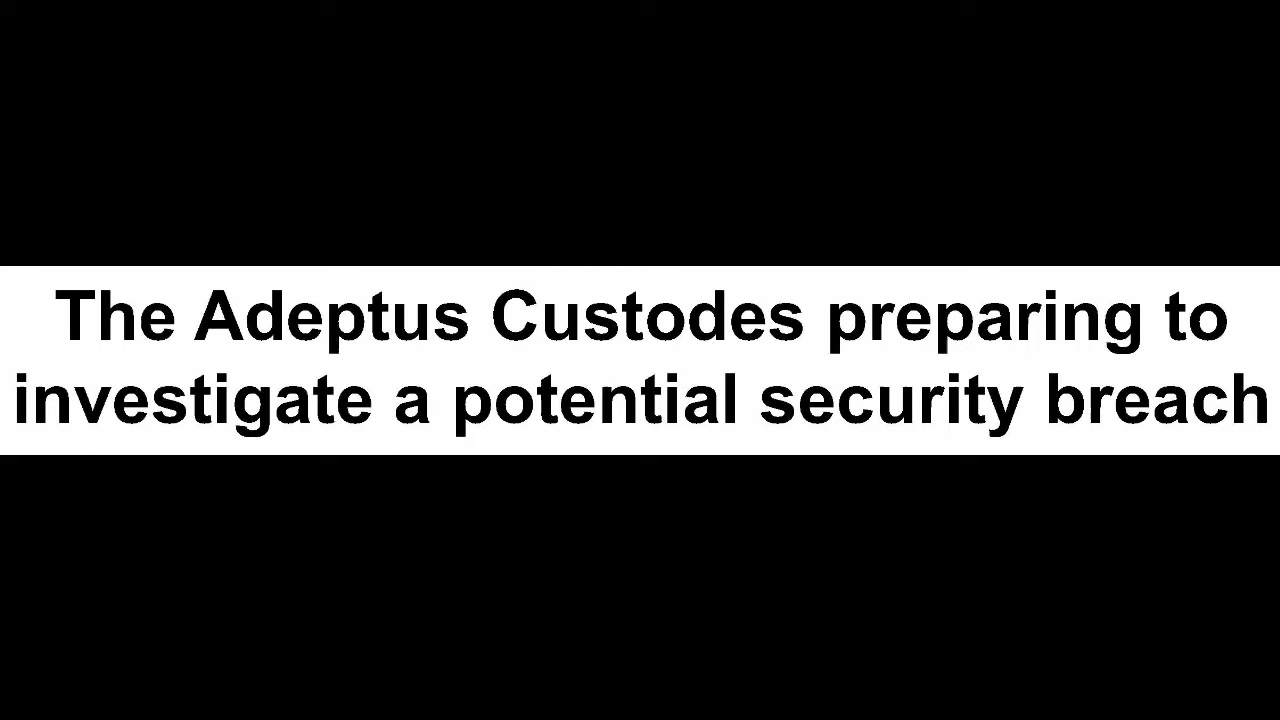 The Adeptus Custodes preparing to
investigate a potential security breach